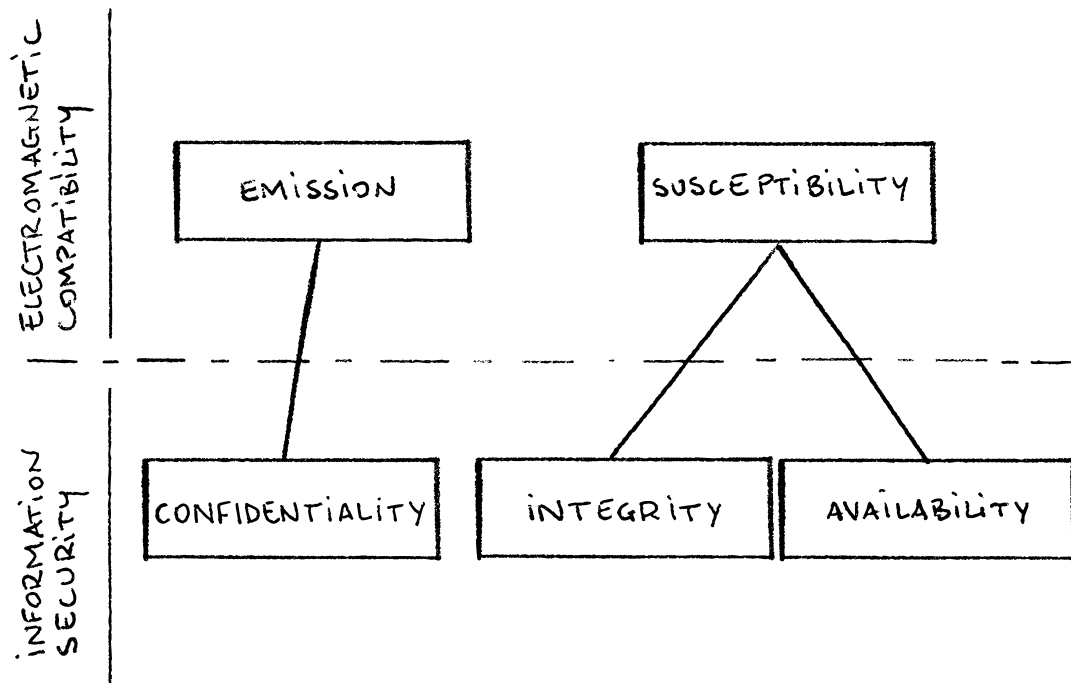 ELECTROMAGNETIC
COMPATIBILITY
EMISSION
SUSCEPTIBILITY
INFORMATION
SECURITY
CONFIDENTIALITY
INTEGRITY
AVAILABILITY